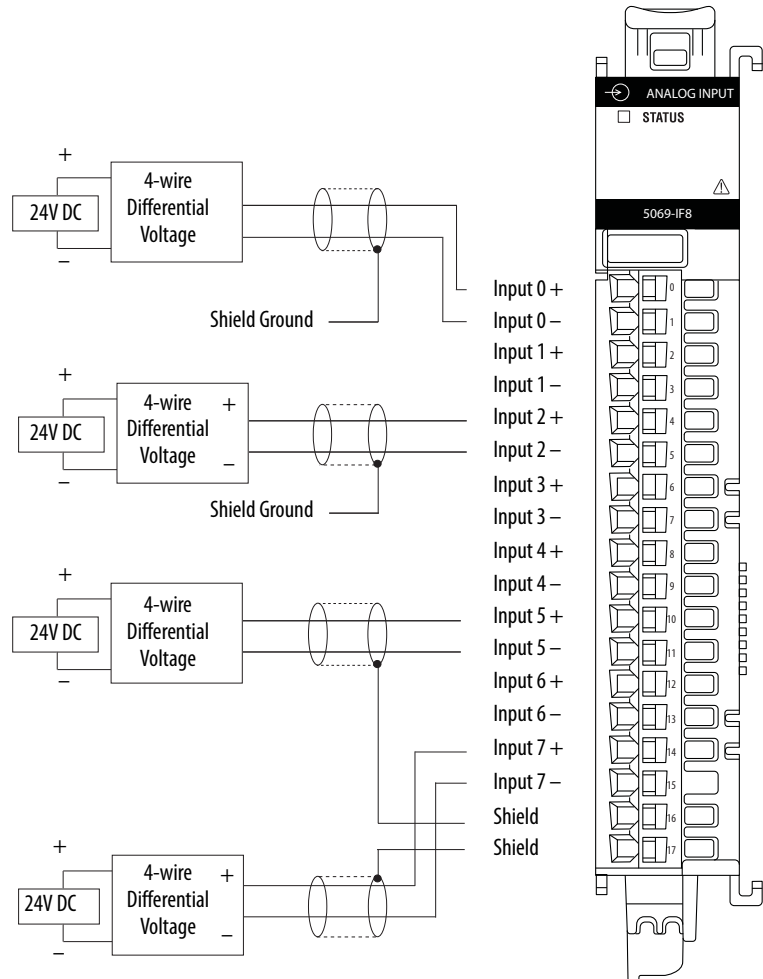 ANALOG INPUT
STATUS
5069-IF8
+
24V DC
–
4-wire
Differential
Voltage
Shield Ground
+
24V DC
–
4-wire
Differential
Voltage
+
–
Shield Ground
+
24V DC
–
4-wire
Differential
Voltage
+
24V DC
–
4-wire
Differential
Voltage
+
–
Input 0 +
Input 0 –
Input 1 +
Input 1 –
Input 2 +
Input 2 –
Input 3 +
Input 3 –
Input 4 +
Input 4 –
Input 5 +
Input 5 –
Input 6 +
Input 6 –
Input 7 +
Input 7 –
Shield
Shield
0
1
2
3
4
5
6
7
8
9
10
11
12
13
14
15
16
17